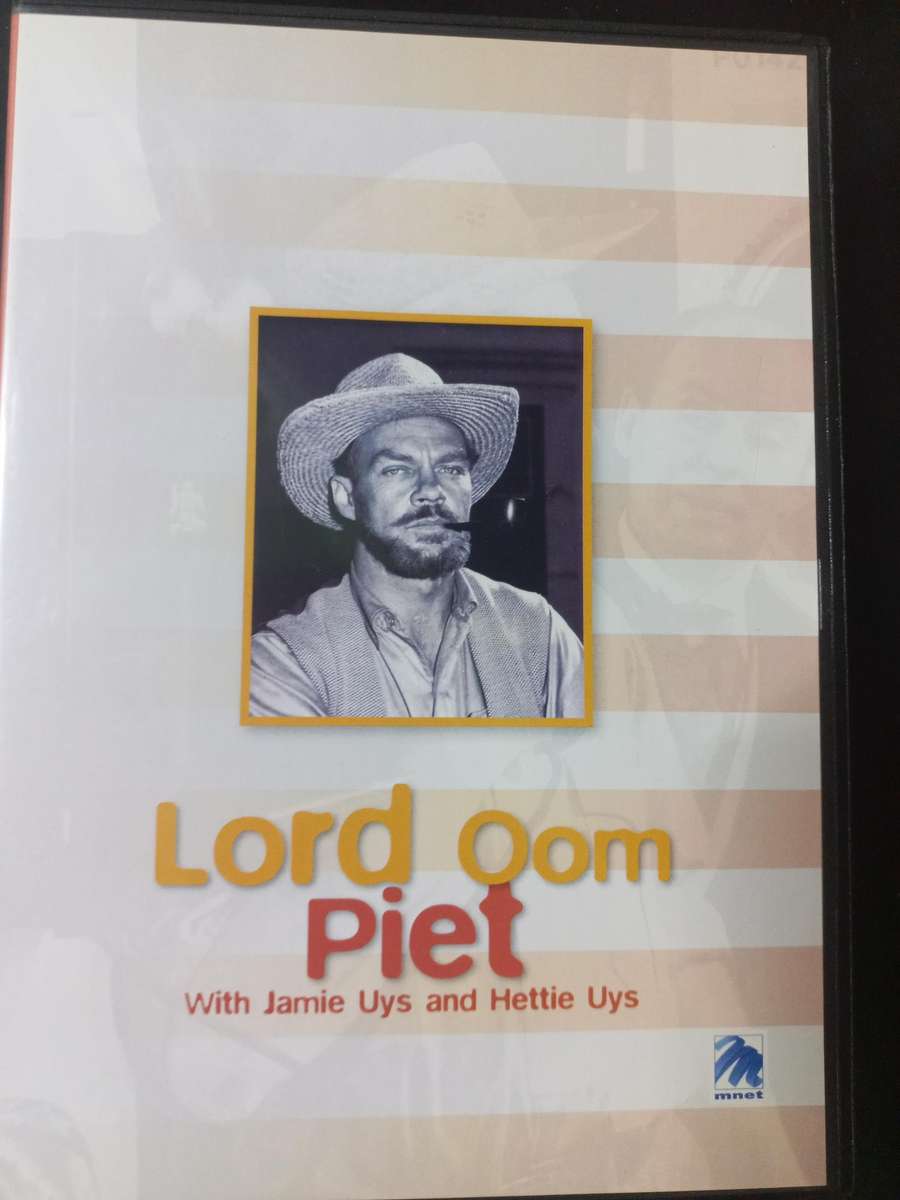 Lord Oom
Piet
With Jamie Uys and Hettie Uys
mnet